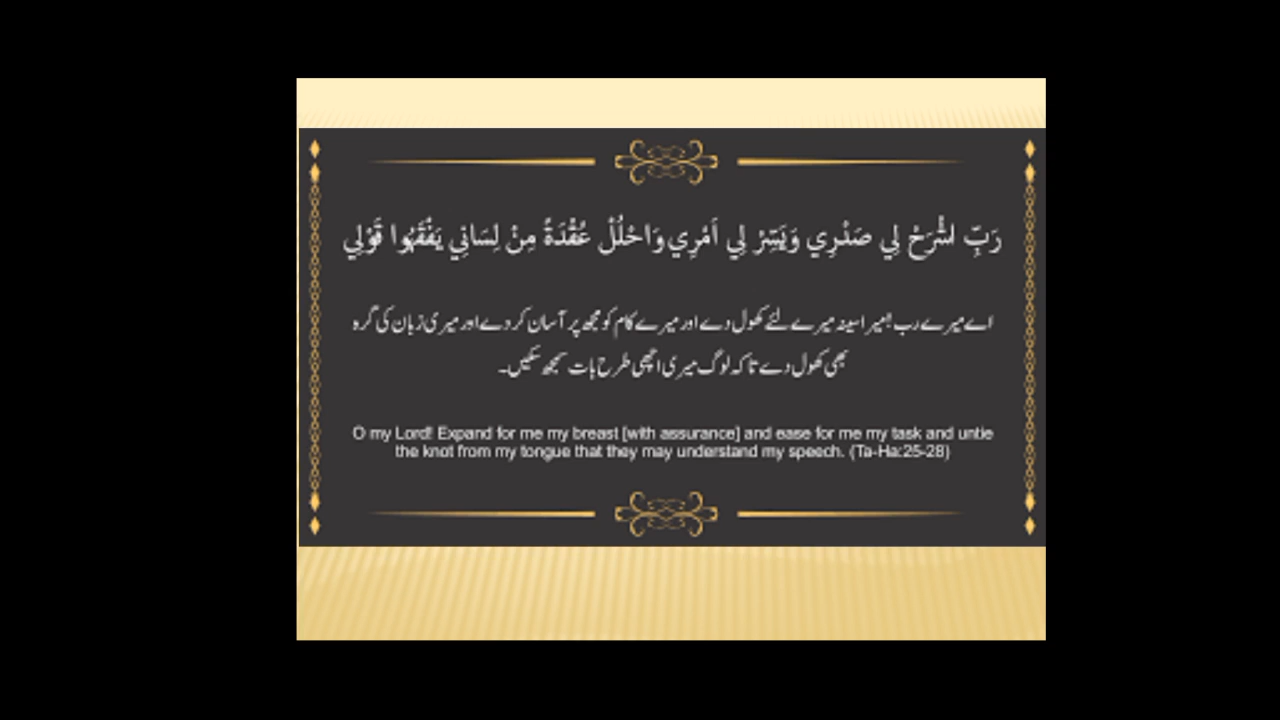 رَبِّ اشْرَحْ لِي صَدْرِي وَيَسِّرْ لِي أَمْرِي وَاحْلُلْ عُقْدَةً مِنْ لِسَانِي يَفْقَهُوا قَوْلِي
اے میرے رب !میر اسینہ میرے لئے کھول دے اور میرے کام کو مجھ پر آسان کر دے اور میری زبان کی گرہ
بھی کھول دے تاکہ لوگ میری اچھی طرح بات سمجھ سکیں۔
O my Lord! Expand for me my breast [with assurance] and ease for me my task and untie
the knot from my tongue that they may understand my speech. (Ta-Ha:25-28)